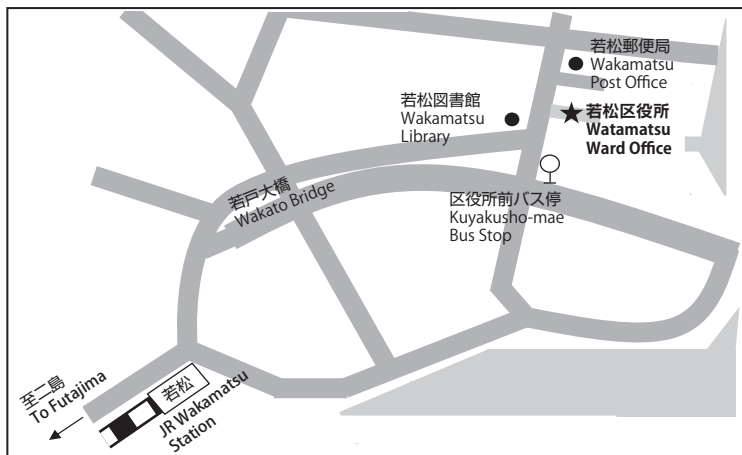 若松郵便局
Wakamatsu
Post Office
若松図書館
Wakamatsu
Library
若松区役所
Watamatsu
Ward Office
若戸大橋
Wakato Bridge
区役所前バス停
Kuyakusho-mae
Bus Stop
至二島
To Futajima
若松
JR Wakamatsu
Station